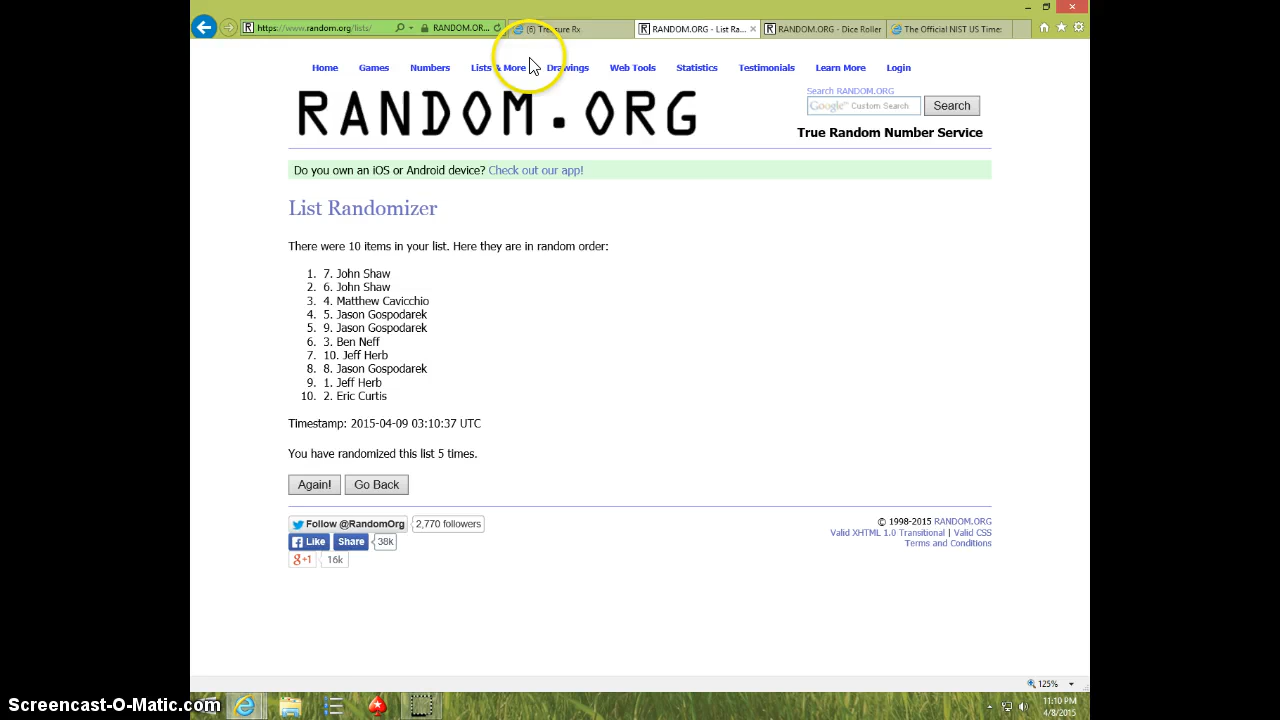 https://www.random.org/lists/
RANDOM.OR...
(6) Treasure Rx
RANDOM.ORG - List Ra...
RANDOM.ORG - Dice Roller
The Official NIST US Time:
Home
Games
Numbers
Lists & More
Drawings
Web Tools
Statistics
Testimonials
Learn More
Login
RANDOM.ORG
Search RANDOM.ORG
Google™ Custom Search
Search
True Random Number Service
Do you own an iOS or Android device? Check out our app!
List Randomizer
There were 10 items in your list. Here they are in random order:
1. 7. John Shaw
2. 6. John Shaw
3. 4. Matthew Cavicchio
4. 5. Jason Gospodarek
5. 9. Jason Gospodarek
6. 3. Ben Neff
7. 10. Jeff Herb
8. 8. Jason Gospodarek
9. 1. Jeff Herb
10. 2. Eric Curtis
Timestamp: 2015-04-09 03:10:37 UTC
You have randomized this list 5 times.
Again!
Go Back
Follow @RandomOrg
2,770 followers
Like
Share
38k
g+1
16k
© 1998-2015 RANDOM.ORG
Valid XHTML 1.0 Transitional | Valid CSS
Terms and Conditions
125%
Screencast-O-Matic.com
11:10 PM
4/8/2015